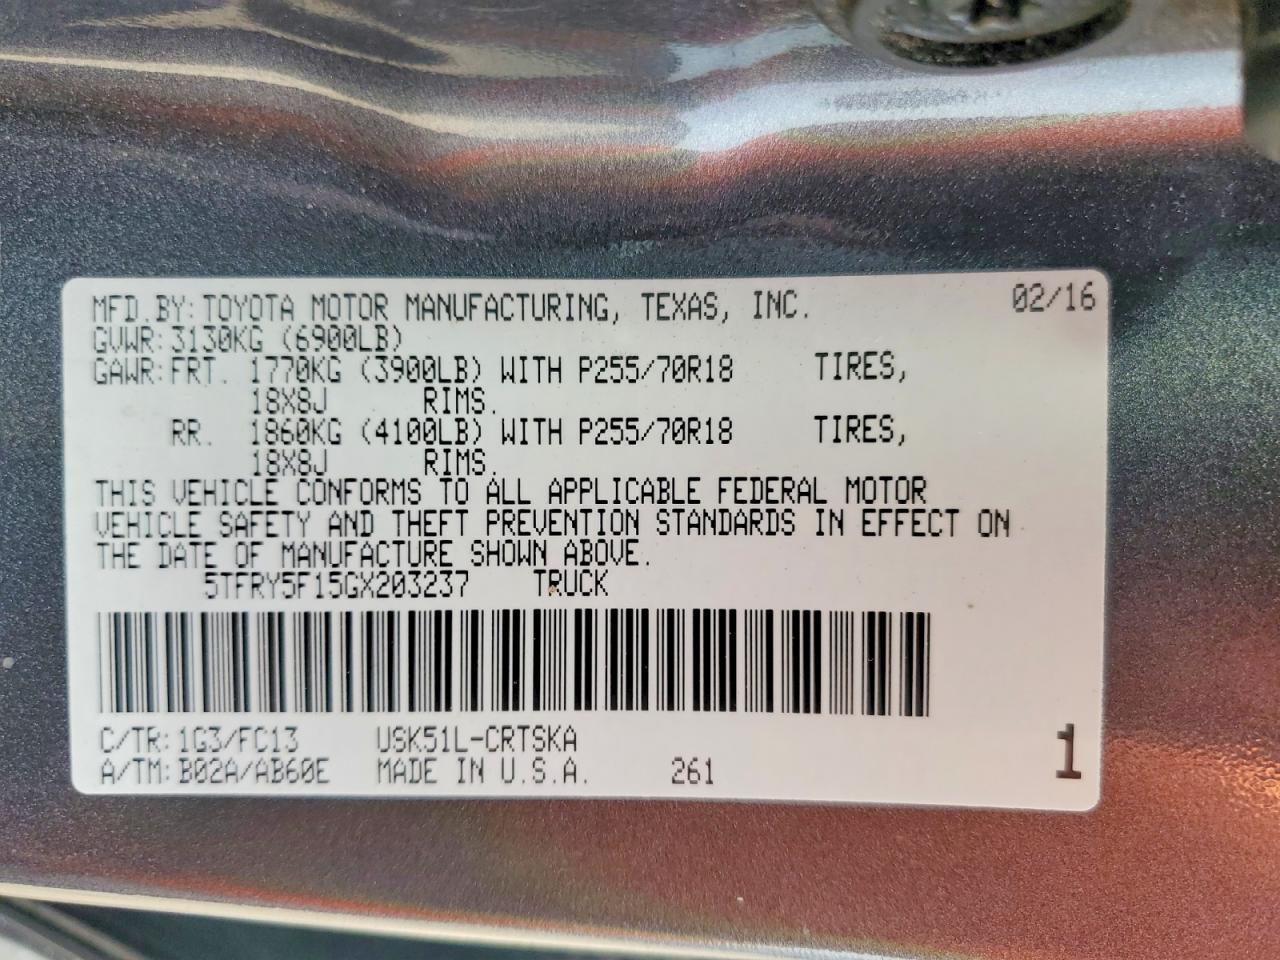 MFD.BY: TOYOTA MOTOR MANUFACTURING, TEXAS, INC. 02/16
GVWR: 3130KG (6900LB)
GAWR: FRT. 1770KG (3900LB) WITH P255/70R18 TIRES,
18X8J RIMS.
RR. 1860KG (4100LB) WITH P255/70R18 TIRES,
18X8J RIMS.
THIS VEHICLE CONFORMS TO ALL APPLICABLE FEDERAL MOTOR
VEHICLE SAFETY AND THEFT PREVENTION STANDARDS IN EFFECT ON
THE DATE OF MANUFACTURE SHOWN ABOVE.
5TFRY5F15GX203237 TRUCK
C/TR: 1G3/FC13 USK51L-CRTSKA
A/TM: B02A/AB60E MADE IN U.S.A. 261 1